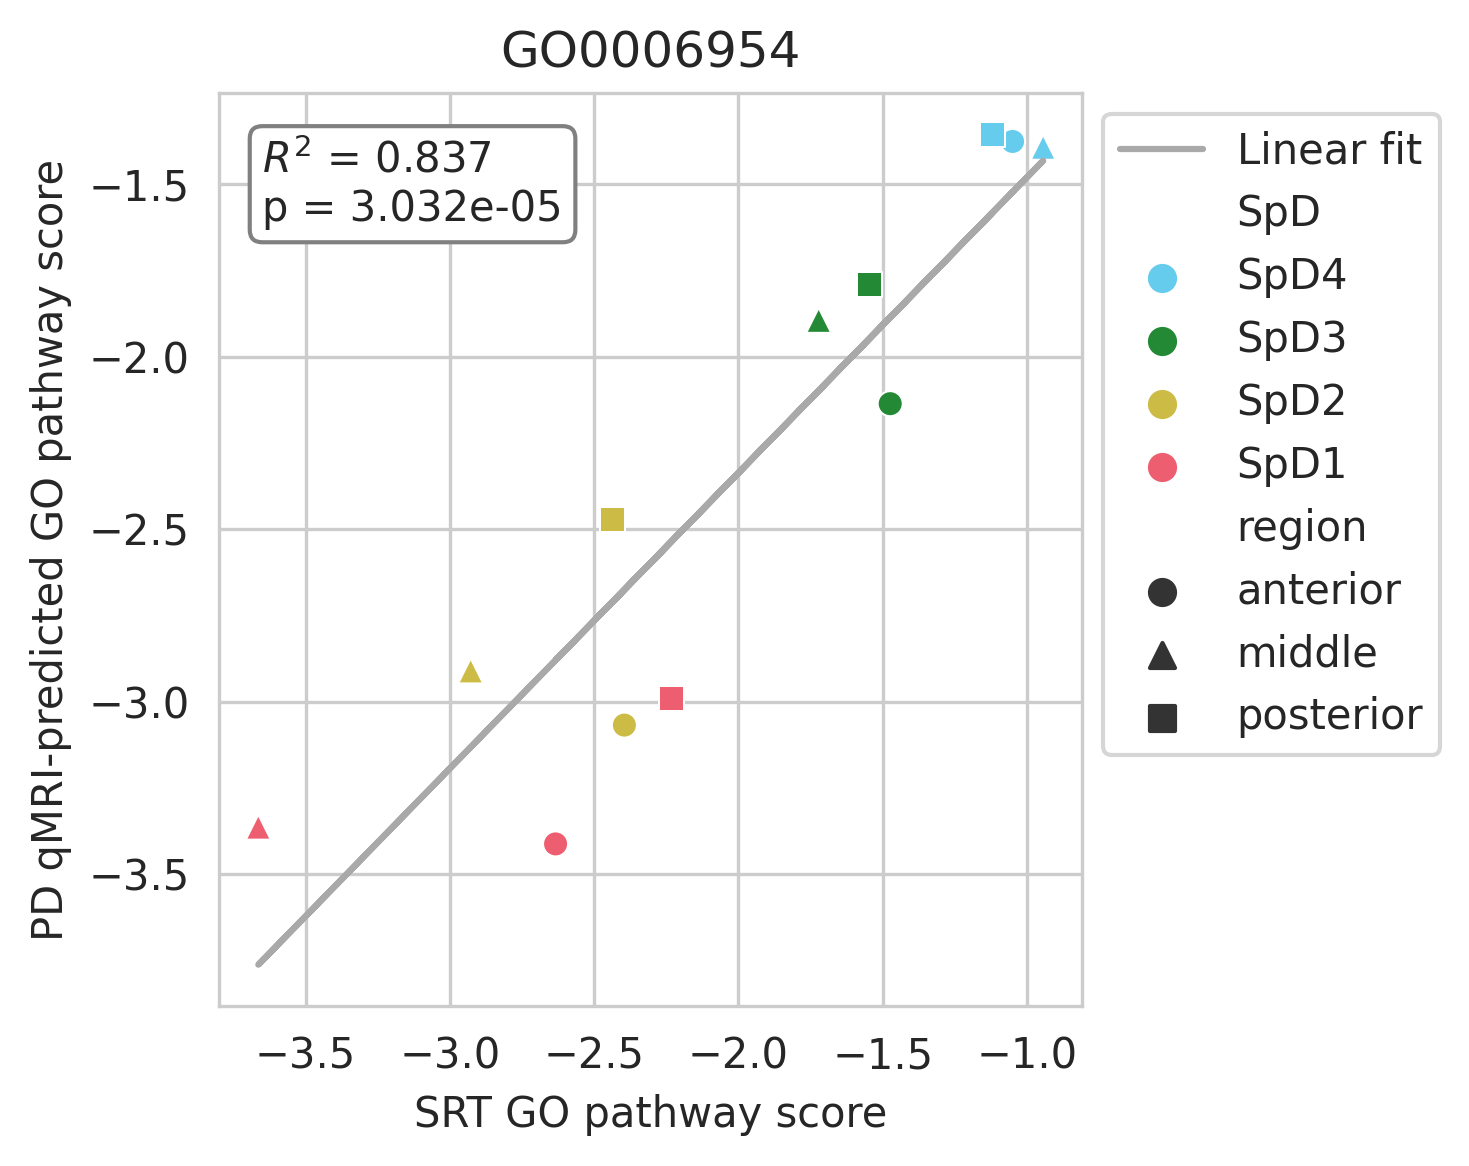 GO0006954
R² = 0.837
p = 3.032e-05
PD qMRI-predicted GO pathway score
−1.5
−2.0
−2.5
−3.0
−3.5
−3.5 −3.0 −2.5 −2.0 −1.5 −1.0
SRT GO pathway score
Linear fit
SpD
SpD4
SpD3
SpD2
SpD1
region
anterior
middle
posterior